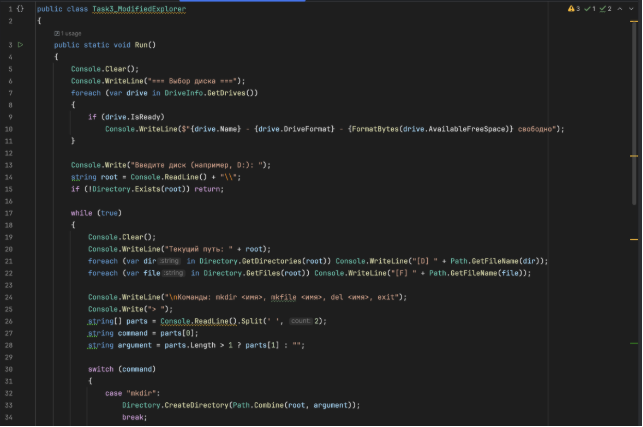 1 {} public class Task3_ModifiedExplorer
3 1 2
2 {
1 usage
3 public static void Run()
4 {
5 Console.Clear();
6 Console.WriteLine("=== Выбор диска ===");
7 foreach (var drive in DriveInfo.GetDrives())
8 {
9 if (drive.IsReady)
10 Console.WriteLine($"{drive.Name} - {drive.DriveFormat} - {FormatBytes(drive.AvailableFreeSpace)} свободно");
11 }
12
13 Console.Write("Введите диск (например, D:): ");
14 string root = Console.ReadLine() + "\\";
15 if (!Directory.Exists(root)) return;
16
17 while (true)
18 {
19 Console.Clear();
20 Console.WriteLine("Текущий путь: " + root);
21 foreach (var dir :string in Directory.GetDirectories(root)) Console.WriteLine("[D] " + Path.GetFileName(dir));
22 foreach (var file :string in Directory.GetFiles(root)) Console.WriteLine("[F] " + Path.GetFileName(file));
23
24 Console.WriteLine("\nКоманды: mkdir <имя>, mkfile <имя>, del <имя>, exit");
25 Console.Write("> ");
26 string[] parts = Console.ReadLine().Split(' ', count: 2);
27 string command = parts[0];
28 string argument = parts.Length > 1 ? parts[1] : "";
29
30 switch (command)
31 {
32 case "mkdir":
33 Directory.CreateDirectory(Path.Combine(root, argument));
34 break;